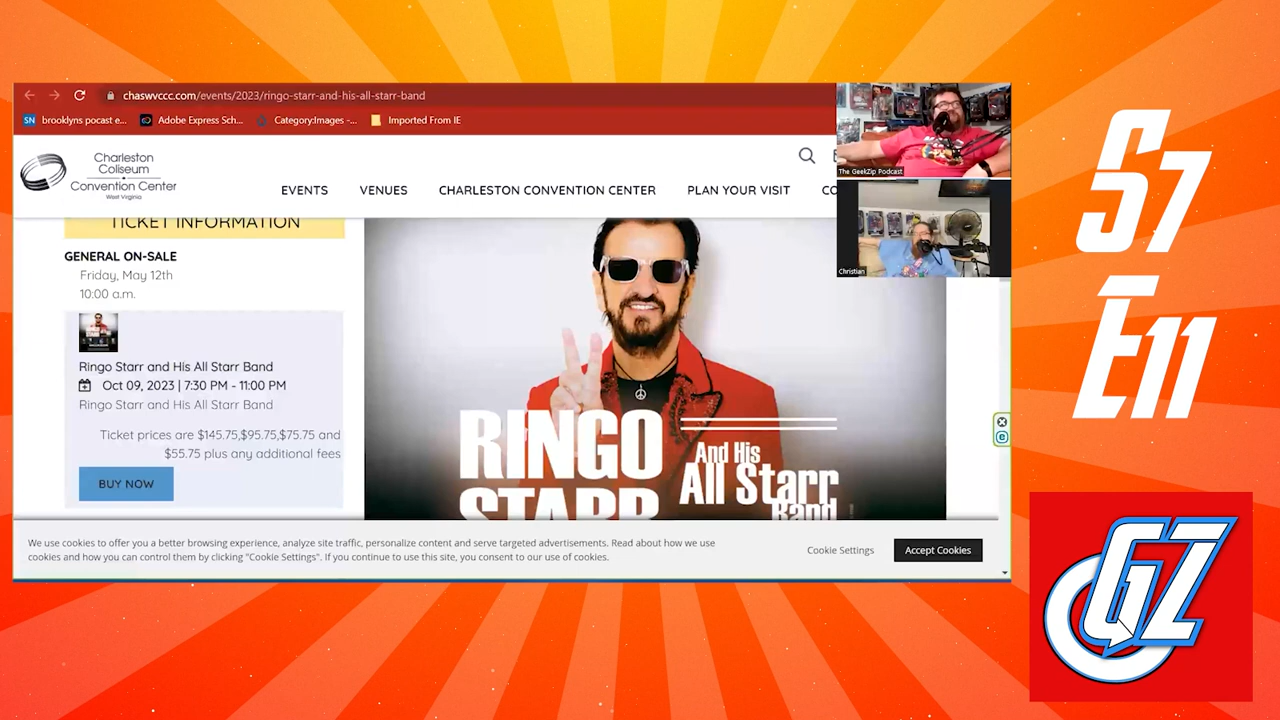 chaswvccc.com/events/2023/ringo-starr-and-his-all-starr-band
SN brooklyns pocast e... Adobe Express Sch... Category:Images -... Imported From IE
Charleston
Coliseum
Convention Center
West Virginia
EVENTS VENUES CHARLESTON CONVENTION CENTER PLAN YOUR VISIT CO
The GeekZip Podcast
Christian
TICKET INFORMATION
GENERAL ON-SALE
Friday, May 12th
10:00 a.m.
Ringo Starr and His All Starr Band
Oct 09, 2023 | 7:30 PM - 11:00 PM
Ringo Starr and His All Starr Band
Ticket prices are $145.75,$95.75,$75.75 and
$55.75 plus any additional fees
BUY NOW
RINGO
STARR
And His
All Starr
Band
We use cookies to offer you a better browsing experience, analyze site traffic, personalize content and serve targeted advertisements. Read about how we use
cookies and how you can control them by clicking "Cookie Settings". If you continue to use this site, you consent to our use of cookies.
Cookie Settings
Accept Cookies
S7
E11
GZ